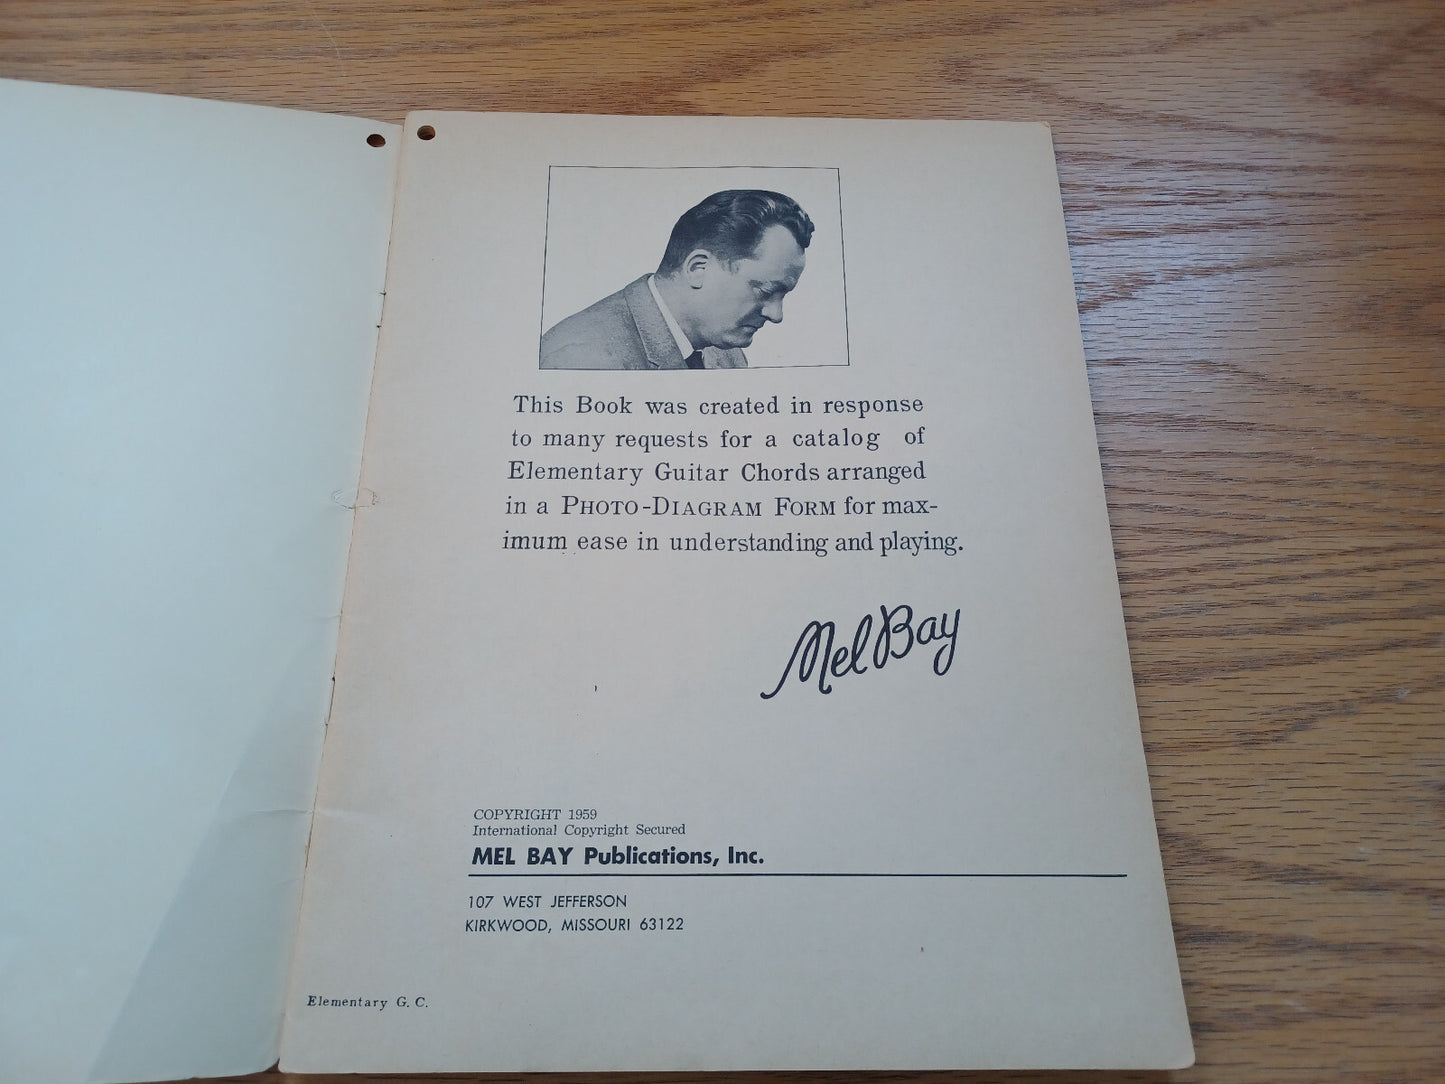 This Book was created in response
to many requests for a catalog of
Elementary Guitar Chords arranged
in a PHOTO-DIAGRAM FORM for max-
imum ease in understanding and playing.
Mel Bay
COPYRIGHT 1959
International Copyright Secured
MEL BAY Publications, Inc.
107 WEST JEFFERSON
KIRKWOOD, MISSOURI 63122
Elementary G. C.